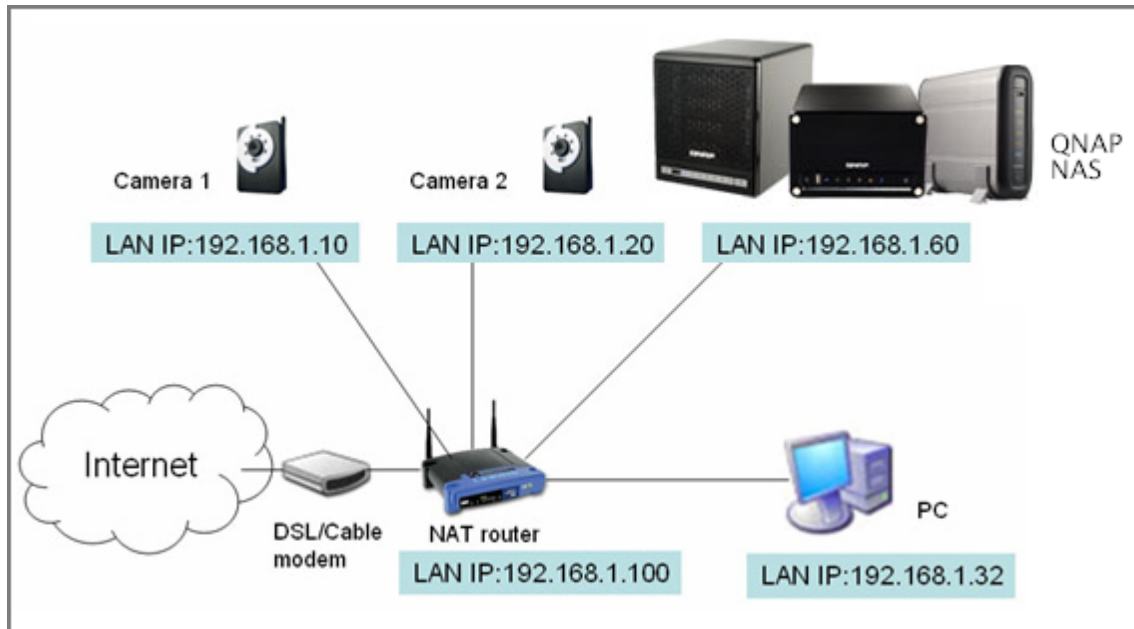 QNAP
NAS
Camera 1
Camera 2
LAN IP:192.168.1.10
LAN IP:192.168.1.20
LAN IP:192.168.1.60
Internet
DSL/Cable
modem
NAT router
PC
LAN IP:192.168.1.100
LAN IP:192.168.1.32